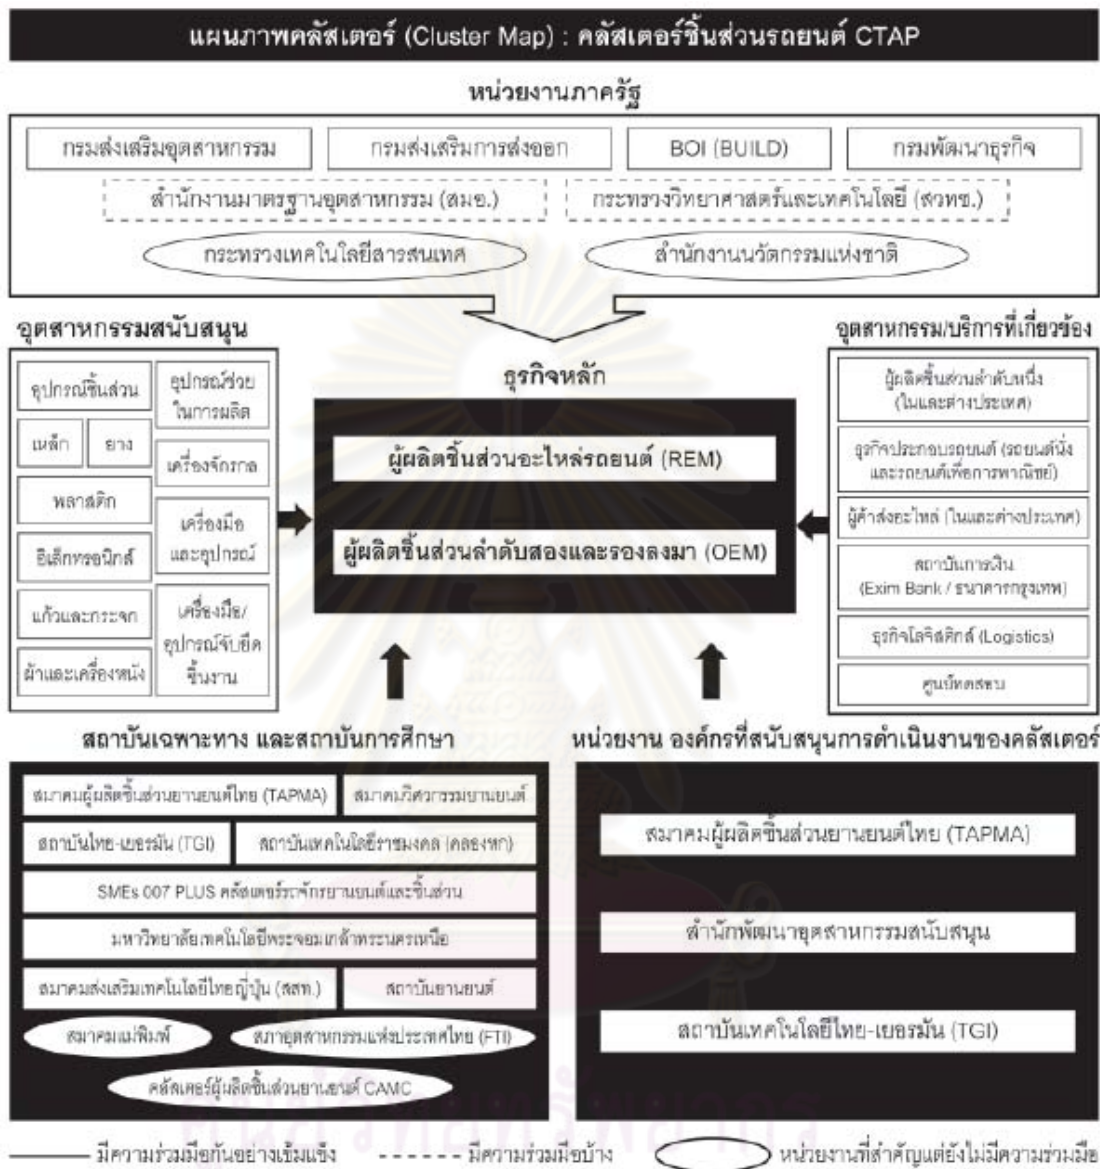 แผนภาพคลัสเตอร์ (Cluster Map) : คลัสเตอร์ชิ้นส่วนรถยนต์ CTAP
หน่วยงานภาครัฐ
กรมส่งเสริมอุตสาหกรรม
กรมส่งเสริมการส่งออก
BOI (BUILD)
กรมพัฒนาธุรกิจ
สำนักงานมาตรฐานอุตสาหกรรม (สมอ.)
กระทรวงวิทยาศาสตร์และเทคโนโลยี (สวทช.)
กระทรวงเทคโนโลยีสารสนเทศ
สำนักงานนวัตกรรมแห่งชาติ
อุตสาหกรรมสนับสนุน
อุปกรณ์ชิ้นส่วน
เหล็ก
ยาง
พลาสติก
อิเล็กทรอนิกส์
แก้วและกระจก
ผ้าและเครื่องหนัง
อุปกรณ์ช่วย
ในการผลิต
เครื่องจักรกล
เครื่องมือ
และอุปกรณ์
เครื่องมือ/
อุปกรณ์จับยึด
ชิ้นงาน
ธุรกิจหลัก
ผู้ผลิตชิ้นส่วนอะไหล่รถยนต์ (REM)
ผู้ผลิตชิ้นส่วนลำดับสองและรองลงมา (OEM)
อุตสาหกรรม/บริการที่เกี่ยวข้อง
ผู้ผลิตชิ้นส่วนลำดับหนึ่ง
(ในและต่างประเทศ)
ธุรกิจประกอบรถยนต์ (รถยนต์นั่ง
และรถยนต์เพื่อการพาณิชย์)
ผู้ค้าส่งอะไหล่ (ในและต่างประเทศ)
สถาบันการเงิน
(Exim Bank / ธนาคารกรุงเทพ)
ธุรกิจโลจิสติกส์ (Logistics)
ศูนย์ทดสอบ
สถาบันเฉพาะทาง และสถาบันการศึกษา
สมาคมผู้ผลิตชิ้นส่วนยานยนต์ไทย (TAPMA)
สมาคมวิศวกรรมยานยนต์
สถาบันไทย-เยอรมัน (TGI)
สถาบันเทคโนโลยีราชมงคล (คลองหก)
SMEs 007 PLUS คลัสเตอร์รถจักรยานยนต์และชิ้นส่วน
มหาวิทยาลัยเทคโนโลยีพระจอมเกล้าพระนครเหนือ
สมาคมส่งเสริมเทคโนโลยีไทยญี่ปุ่น (สสท.)
สถาบันยานยนต์
สมาคมแม่พิมพ์
สภาอุตสาหกรรมแห่งประเทศไทย (FTI)
คลัสเตอร์ผู้ผลิตชิ้นส่วนยานยนต์ CAMC
หน่วยงาน องค์กรที่สนับสนุนการดำเนินงานของคลัสเตอร์
สมาคมผู้ผลิตชิ้นส่วนยานยนต์ไทย (TAPMA)
สำนักพัฒนาอุตสาหกรรมสนับสนุน
สถาบันเทคโนโลยีไทย-เยอรมัน (TGI)
มีความร่วมมือกันอย่างเข้มแข็ง
มีความร่วมมือบ้าง
หน่วยงานที่สำคัญแต่ยังไม่มีความร่วมมือ
ศูนย์วิทยทรัพยากร